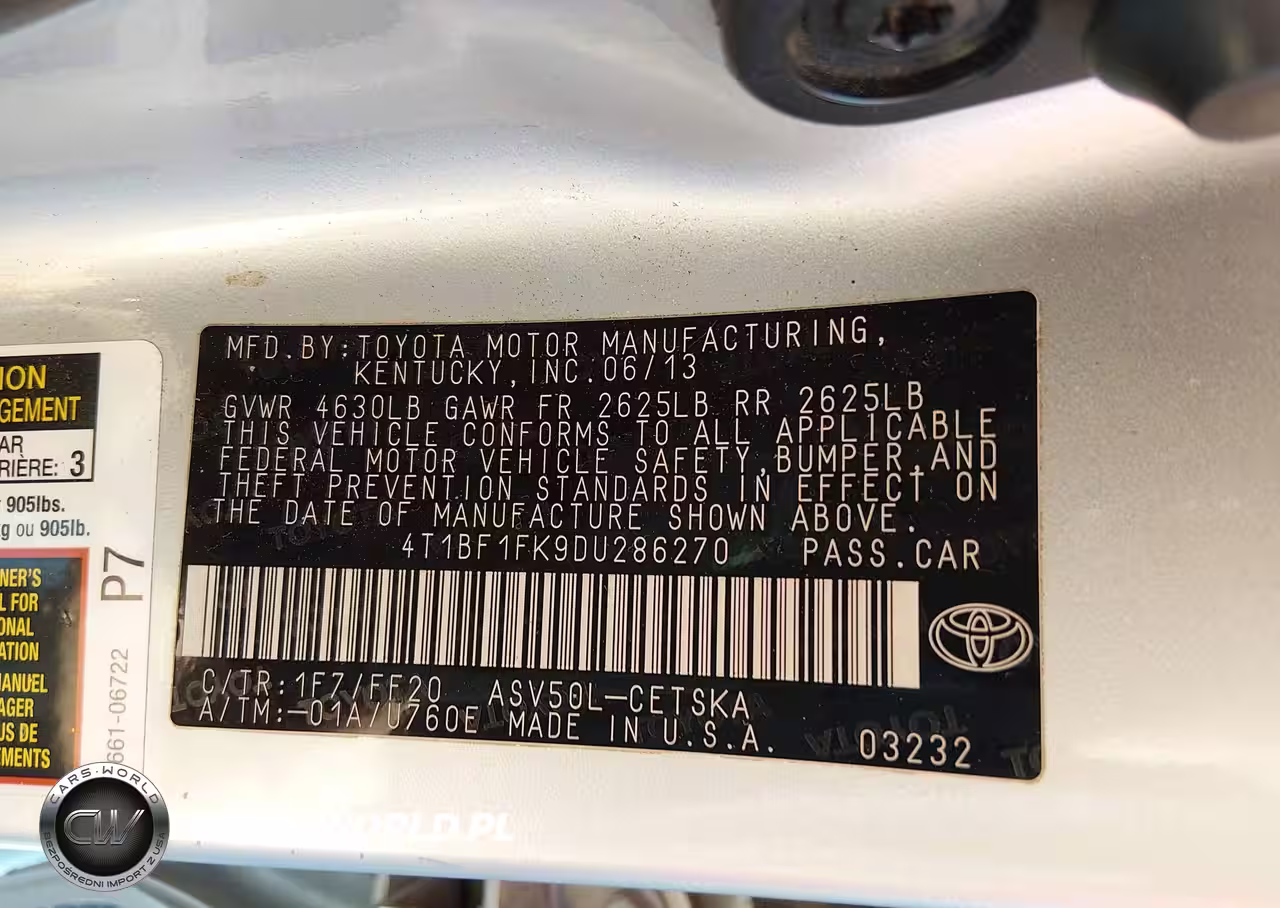 MFD.BY:TOYOTA MOTOR MANUFACTURING,
KENTUCKY,INC.06/13
GVWR 4630LB GAWR FR 2625LB RR 2625LB
THIS VEHICLE CONFORMS TO ALL APPLICABLE
FEDERAL MOTOR VEHICLE SAFETY,BUMPER,AND
THEFT PREVENTION STANDARDS IN EFFECT ON
THE DATE OF MANUFACTURE SHOWN ABOVE.
4T1BF1FK9DU286270 PASS.CAR
C/TR:1F7/FF20 ASV50L-CETSKA
A/TM:-01A/U760E MADE IN U.S.A.
03232
ION
GEMENT
AR
RIÈRE: 3
905lbs.
kg ou 905lb.
P7
NER'S
L FOR
ONAL
ATION
MANUEL
AGER
US DE
EMENTS
661-06722
CARS·WORLD
CW
BEZPOŚREDNI IMPORT Z USA
WORLD.PL